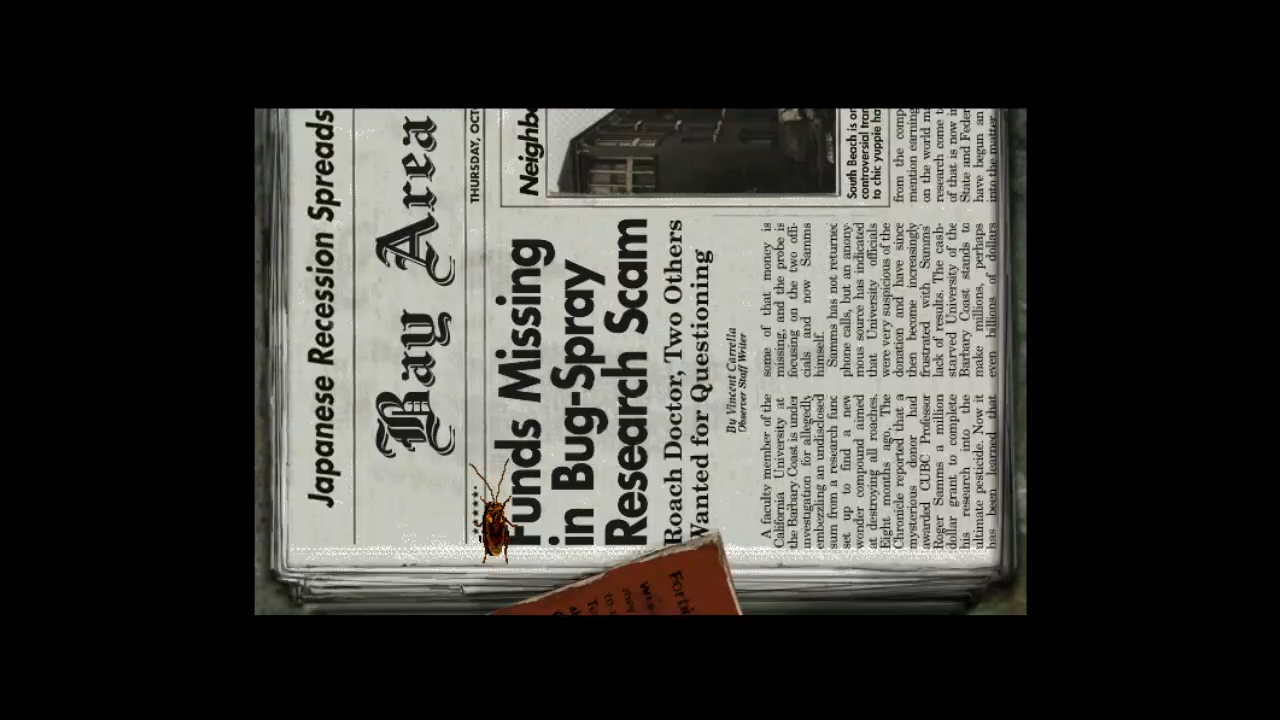 Japanese Recession Spreads
Bay Area
THURSDAY, OCT
Funds Missing
in Bug-Spray
Research Scam
Roach Doctor, Two Others
Wanted for Questioning
By Vincent Carrella
Observer Staff Writer
A faculty member of the
California University at
the Barbary Coast is under
investigation for allegedly
embezzling an undisclosed
sum from a research func
set up to find a new
wonder compound aimed
at destroying all roaches.
Eight months ago, The
Chronicle reported that a
mysterious donor had
awarded CUBC Professor
Roger Samms a million
dollar grant to complete
his research into the
ultimate pesticide. Now it
has been learned that
some of that money is
missing, and the probe is
focusing on the two offi-
cials and now Samms
himself.
Samms has not returned
phone calls, but an anony-
mous source has indicated
that University officials
were very suspicious of the
donation and have since
then become increasingly
frustrated with Samms'
lack of results. The cash-
starved University of the
Barbary Coast stands to
make millions, perhaps
even billions of dollars
Neighbo
South Beach is on
controversial tran
to chic yuppie ha
from the comp
mention earning
on the world ma
research come t
of that is now in
State and Feder
have begun an
into the matter.